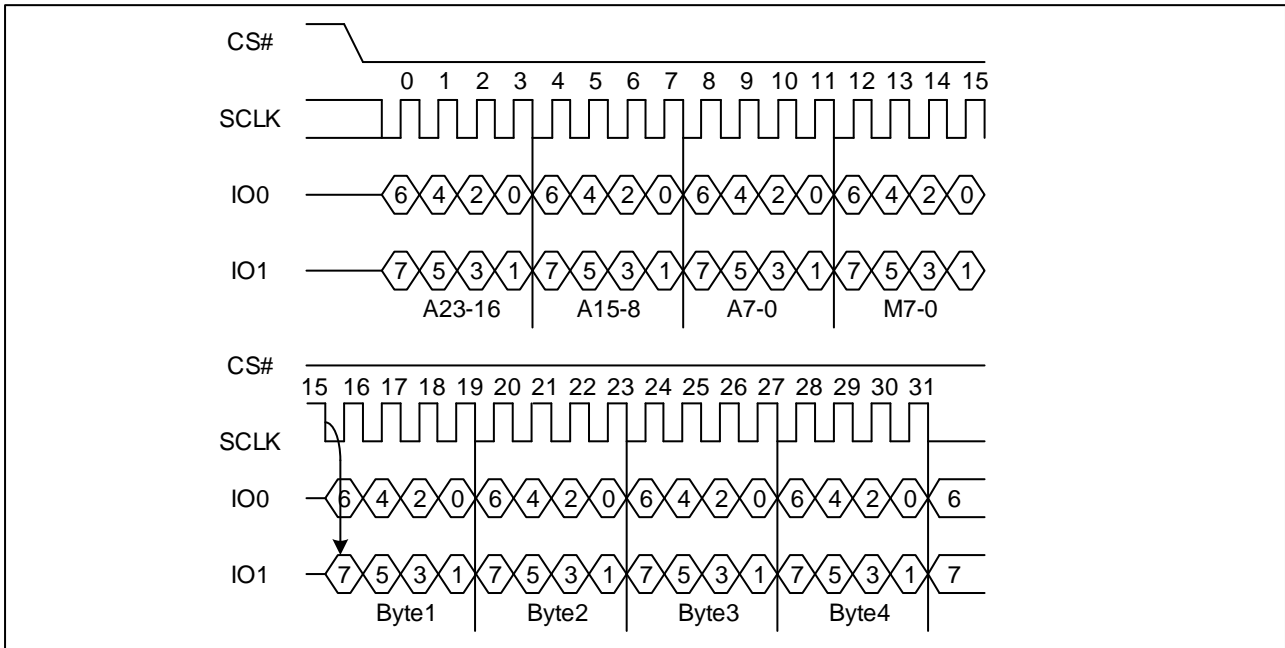 CS#
0 1 2 3 4 5 6 7 8 9 10 11 12 13 14 15
SCLK
IO0 6 4 2 0 6 4 2 0 6 4 2 0 6 4 2 0
IO1 7 5 3 1 7 5 3 1 7 5 3 1 7 5 3 1
A23-16 A15-8 A7-0 M7-0
CS#
15 16 17 18 19 20 21 22 23 24 25 26 27 28 29 30 31
SCLK
IO0 6 4 2 0 6 4 2 0 6 4 2 0 6 4 2 0 6
IO1 7 5 3 1 7 5 3 1 7 5 3 1 7 5 3 1 7
Byte1 Byte2 Byte3 Byte4